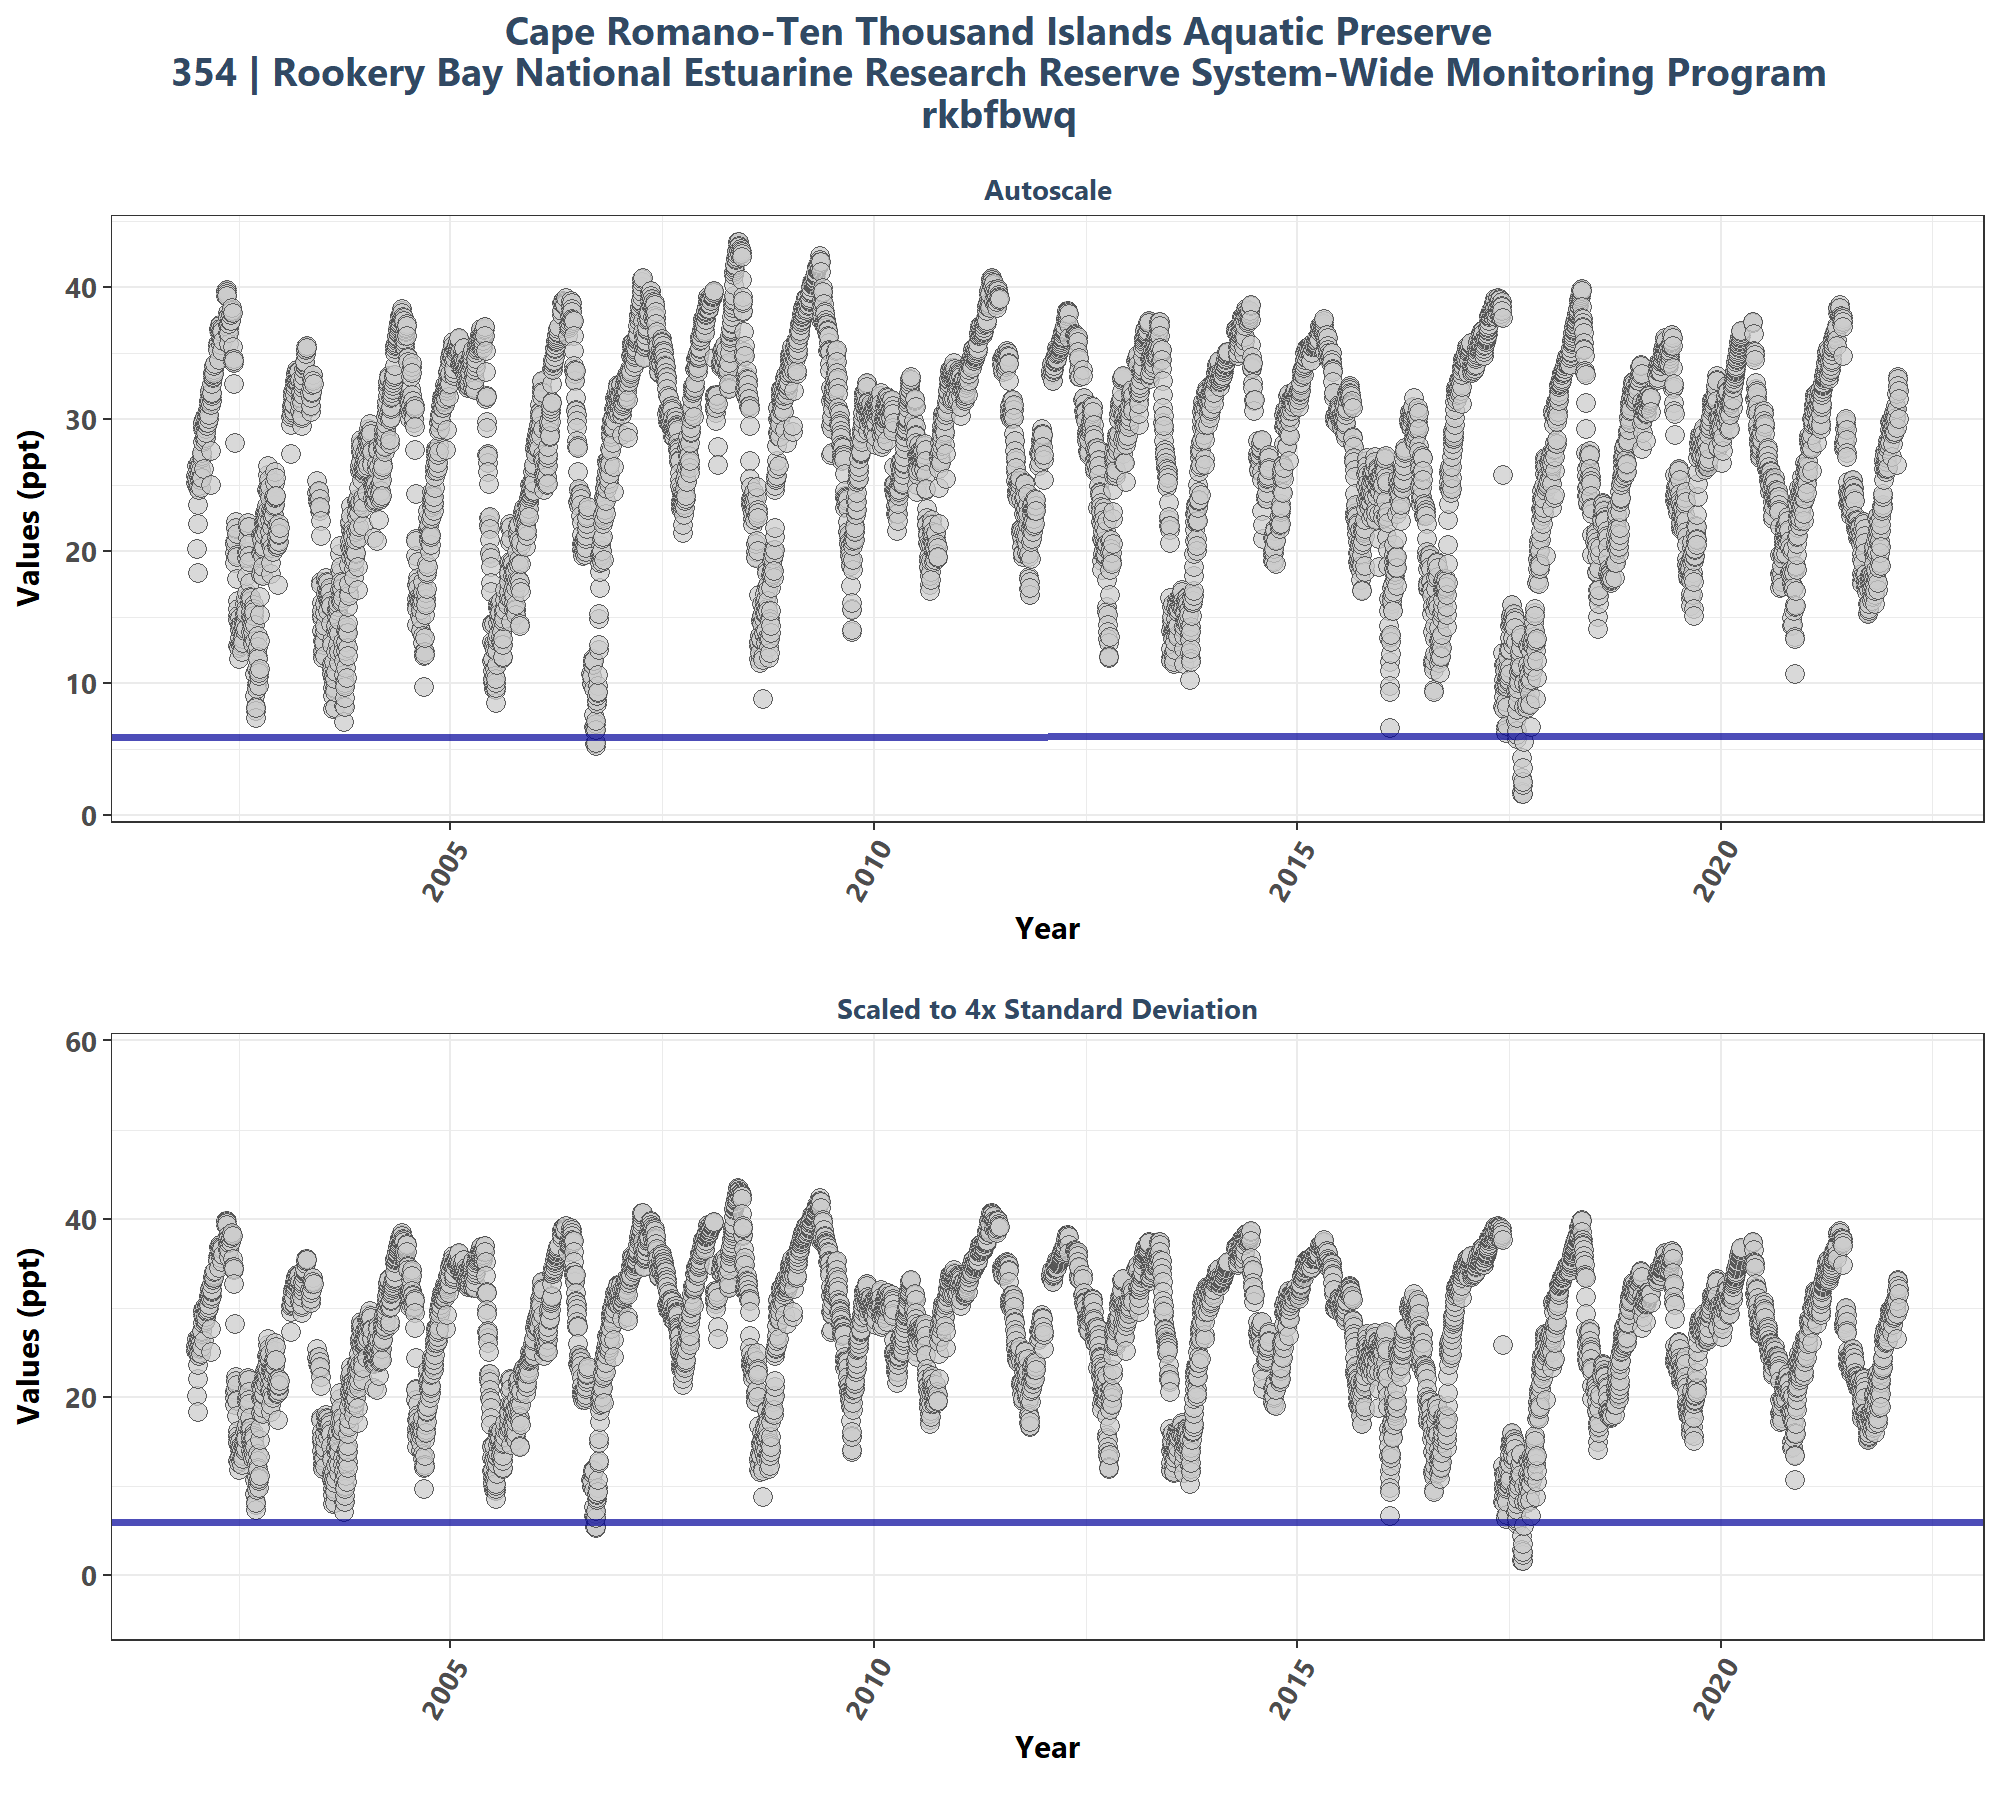 Cape Romano-Ten Thousand Islands Aquatic Preserve
354 | Rookery Bay National Estuarine Research Reserve System-Wide Monitoring Program
rkbfbwq
Autoscale
Values (ppt)
40
30
20
10
0
2005
2010
2015
2020
Year
Scaled to 4x Standard Deviation
Values (ppt)
60
40
20
0
2005
2010
2015
2020
Year